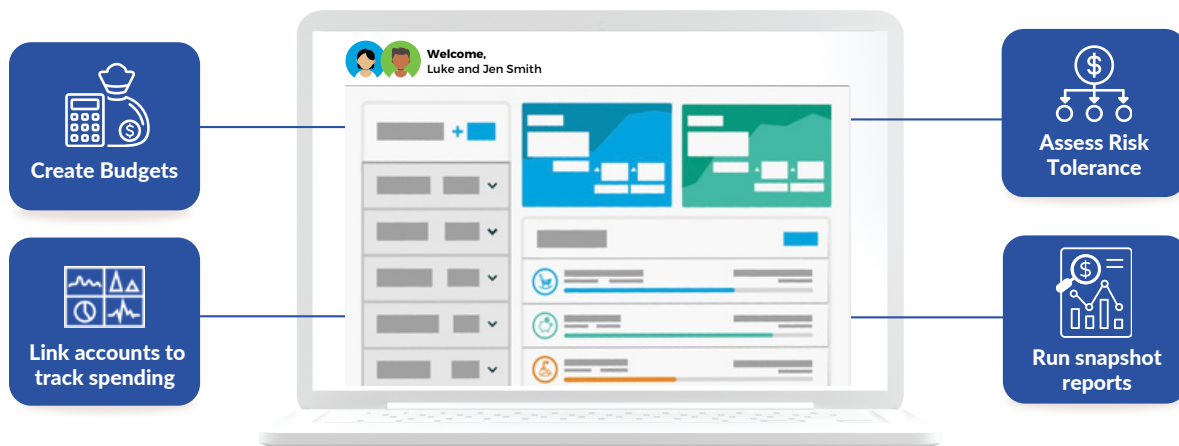 Welcome,
Luke and Jen Smith
Create Budgets
Link accounts to
track spending
Assess Risk
Tolerance
Run snapshot
reports